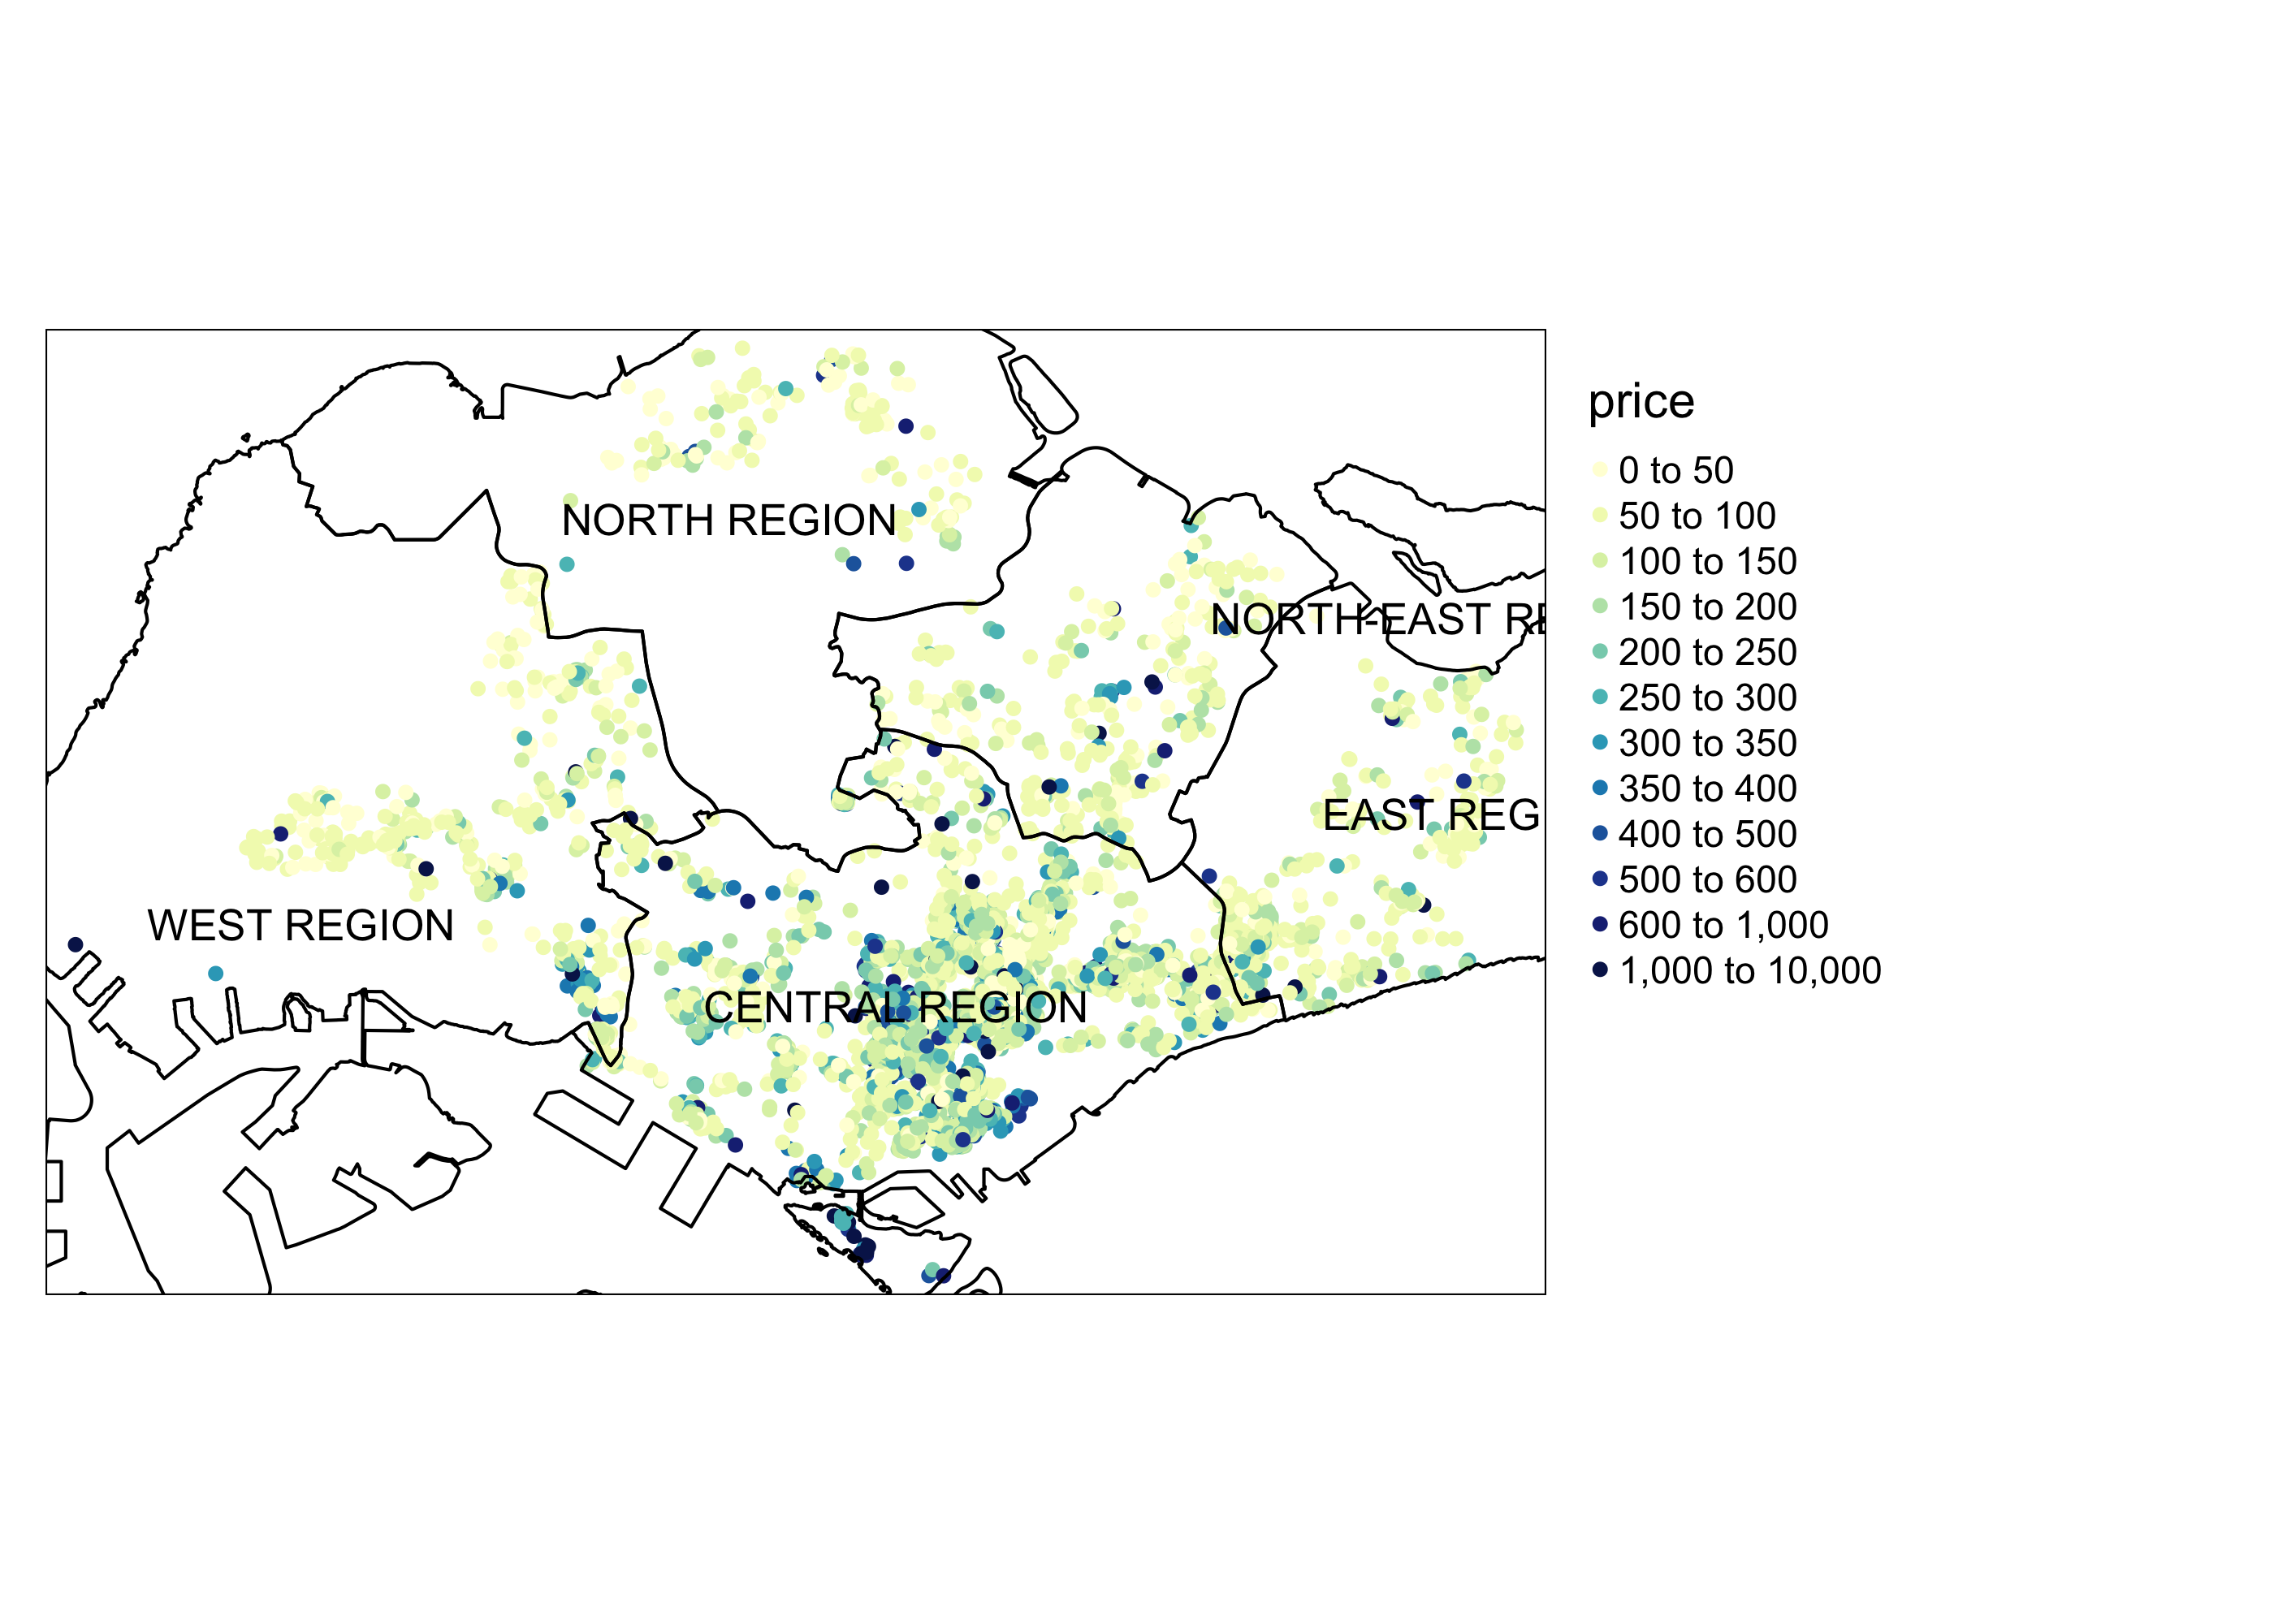 NORTH REGION
NORTH-EAST RE
EAST REG
WEST REGION
CENTRAL REGION
price
0 to 50
50 to 100
100 to 150
150 to 200
200 to 250
250 to 300
300 to 350
350 to 400
400 to 500
500 to 600
600 to 1,000
1,000 to 10,000